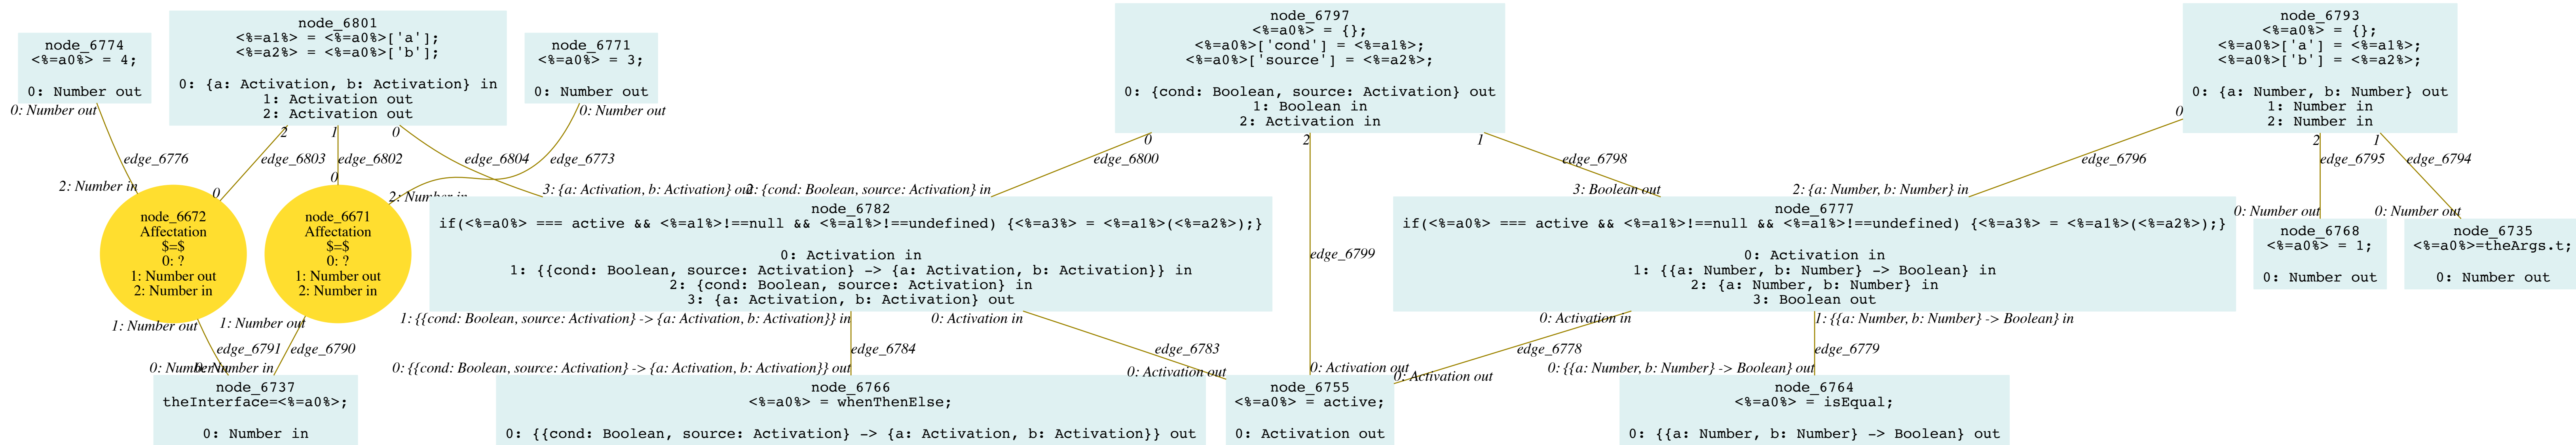 node_6774
<%=a0%> = 4;
0: Number out
node_6801
<%=a1%> = <%=a0%>['a'];
<%=a2%> = <%=a0%>['b'];
0: {a: Activation, b: Activation} in
1: Activation out
2: Activation out
node_6771
<%=a0%> = 3;
0: Number out
node_6797
<%=a0%> = {};
<%=a0%>['cond'] = <%=a1%>;
<%=a0%>['source'] = <%=a2%>;
0: {cond: Boolean, source: Activation} out
1: Boolean in
2: Activation in
node_6793
<%=a0%> = {};
<%=a0%>['a'] = <%=a1%>;
<%=a0%>['b'] = <%=a2%>;
0: {a: Number, b: Number} out
1: Number in
2: Number in
0: Number out
2
1
0
0: Number out
0
2
1
0
2
1
edge_6776
edge_6803
edge_6802
edge_6804
edge_6773
edge_6800
edge_6798
edge_6796
edge_6795
edge_6794
2: Number in
0
0
2: Number in
3: {a: Activation, b: Activation} out
2: {cond: Boolean, source: Activation} in
3: Boolean out
2: {a: Number, b: Number} in
0: Number out
0: Number out
node_6672
Affectation
$=$
0: ?
1: Number out
2: Number in
node_6671
Affectation
$=$
0: ?
1: Number out
2: Number in
node_6782
if(<%=a0%> === active && <%=a1%>!==null && <%=a1%>!==undefined) {<%=a3%> = <%=a1%>(<%=a2%>);}
0: Activation in
1: {{cond: Boolean, source: Activation} -> {a: Activation, b: Activation}} in
2: {cond: Boolean, source: Activation} in
3: {a: Activation, b: Activation} out
edge_6799
node_6777
if(<%=a0%> === active && <%=a1%>!==null && <%=a1%>!==undefined) {<%=a3%> = <%=a1%>(<%=a2%>);}
0: Activation in
1: {{a: Number, b: Number} -> Boolean} in
2: {a: Number, b: Number} in
3: Boolean out
node_6768
<%=a0%> = 1;
0: Number out
node_6735
<%=a0%>=theArgs.t;
0: Number out
1: Number out
1: Number out
1: {{cond: Boolean, source: Activation} -> {a: Activation, b: Activation}} in
0: Activation in
0: Activation in
1: {{a: Number, b: Number} -> Boolean} in
edge_6791
edge_6790
edge_6784
edge_6783
edge_6778
edge_6779
0: Number in
0: Number in
0: {{cond: Boolean, source: Activation} -> {a: Activation, b: Activation}} out
0: Activation out
0: Activation out
0: Activation out
0: {{a: Number, b: Number} -> Boolean} out
node_6737
theInterface=<%=a0%>;
0: Number in
node_6766
<%=a0%> = whenThenElse;
0: {{cond: Boolean, source: Activation} -> {a: Activation, b: Activation}} out
node_6755
<%=a0%> = active;
0: Activation out
node_6764
<%=a0%> = isEqual;
0: {{a: Number, b: Number} -> Boolean} out